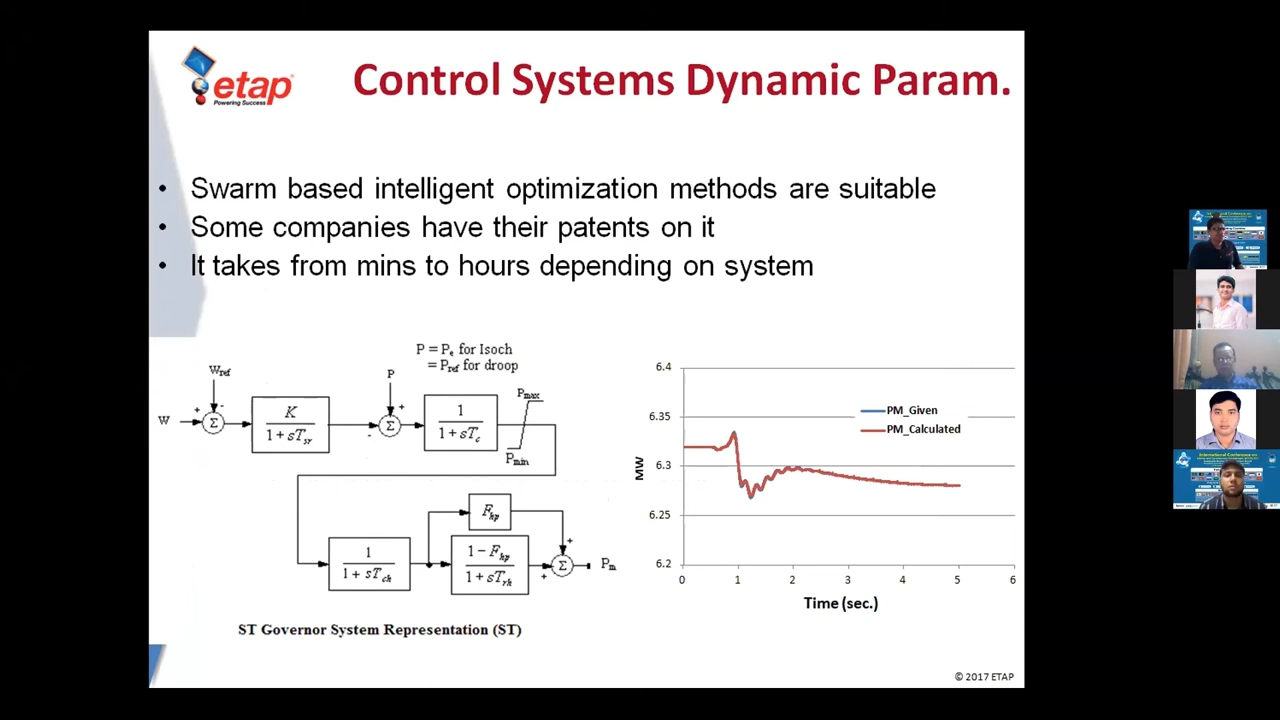 etap
Powering Success
Control Systems Dynamic Param.
• Swarm based intelligent optimization methods are suitable
• Some companies have their patents on it
• It takes from mins to hours depending on system
P = Pe for Isoch
= Pref for droop
Wref
P
Pmax
W
+
-
Σ
K
1 + sTsr
-
+
Σ
1
1 + sTc
Pmin
Fhp
1
1 + sTch
1 − Fhp
1 + sTrh
+
+
Σ
Pm
ST Governor System Representation (ST)
6.4
6.35
6.3
6.25
6.2
MW
PM_Given
PM_Calculated
0 1 2 3 4 5 6
Time (sec.)
© 2017 ETAP
International Conference on